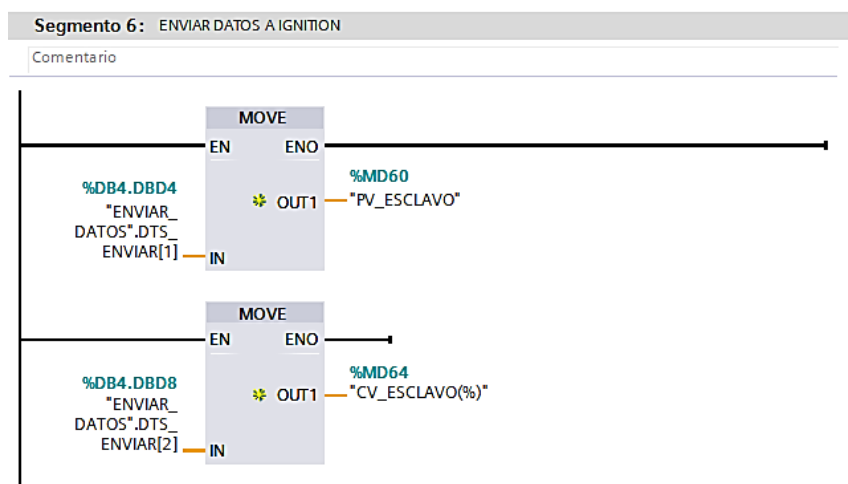 Segmento 6: ENVIAR DATOS A IGNITION
Comentario
MOVE
EN ENO
%DB4.DBD4
"ENVIAR_
DATOS".DTS_
ENVIAR[1]
IN
OUT1
%MD60
"PV_ESCLAVO"
MOVE
EN ENO
%DB4.DBD8
"ENVIAR_
DATOS".DTS_
ENVIAR[2]
IN
OUT1
%MD64
"CV_ESCLAVO(%)"